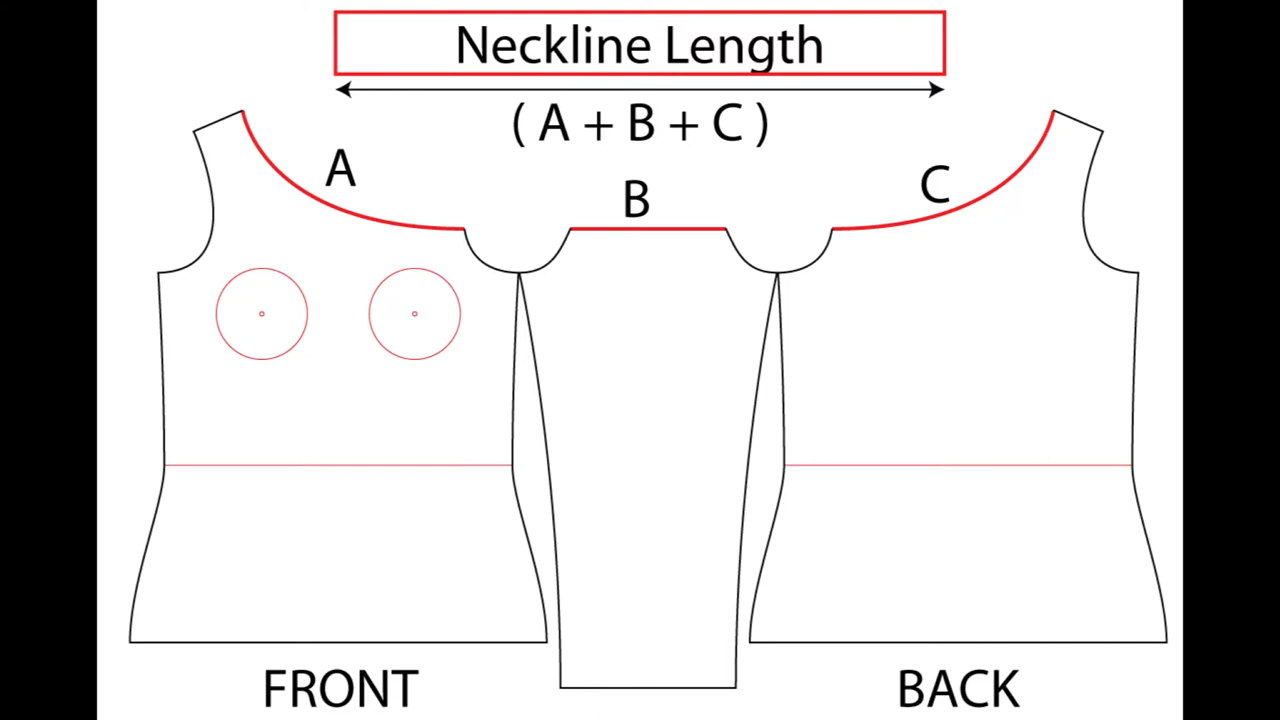 Neckline Length
( A + B + C )
A
B
C
FRONT
BACK